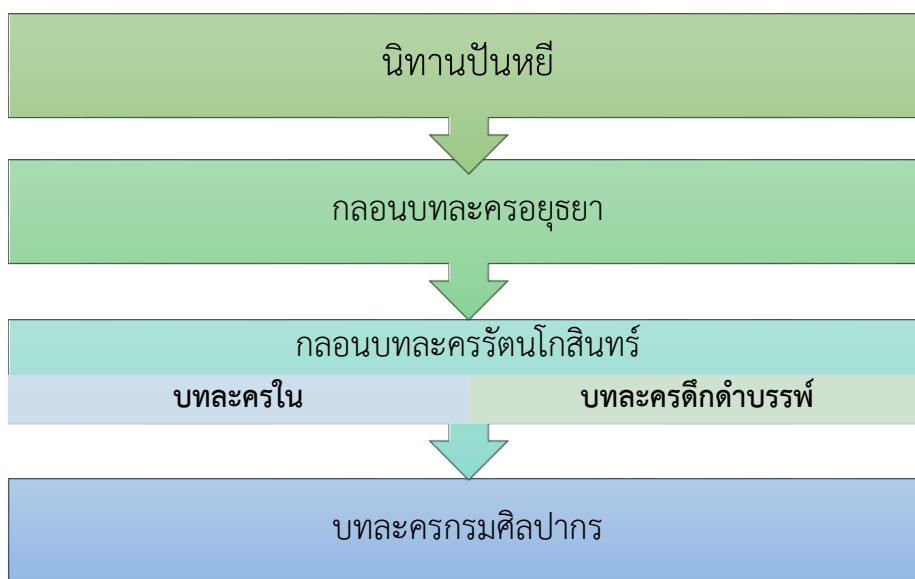 นิทานปันหยี
กลอนบทละครอยุธยา
กลอนบทละครรัตนโกสินทร์
บทละครใน
บทละครดึกดำบรรพ์
บทละครกรมศิลปากร